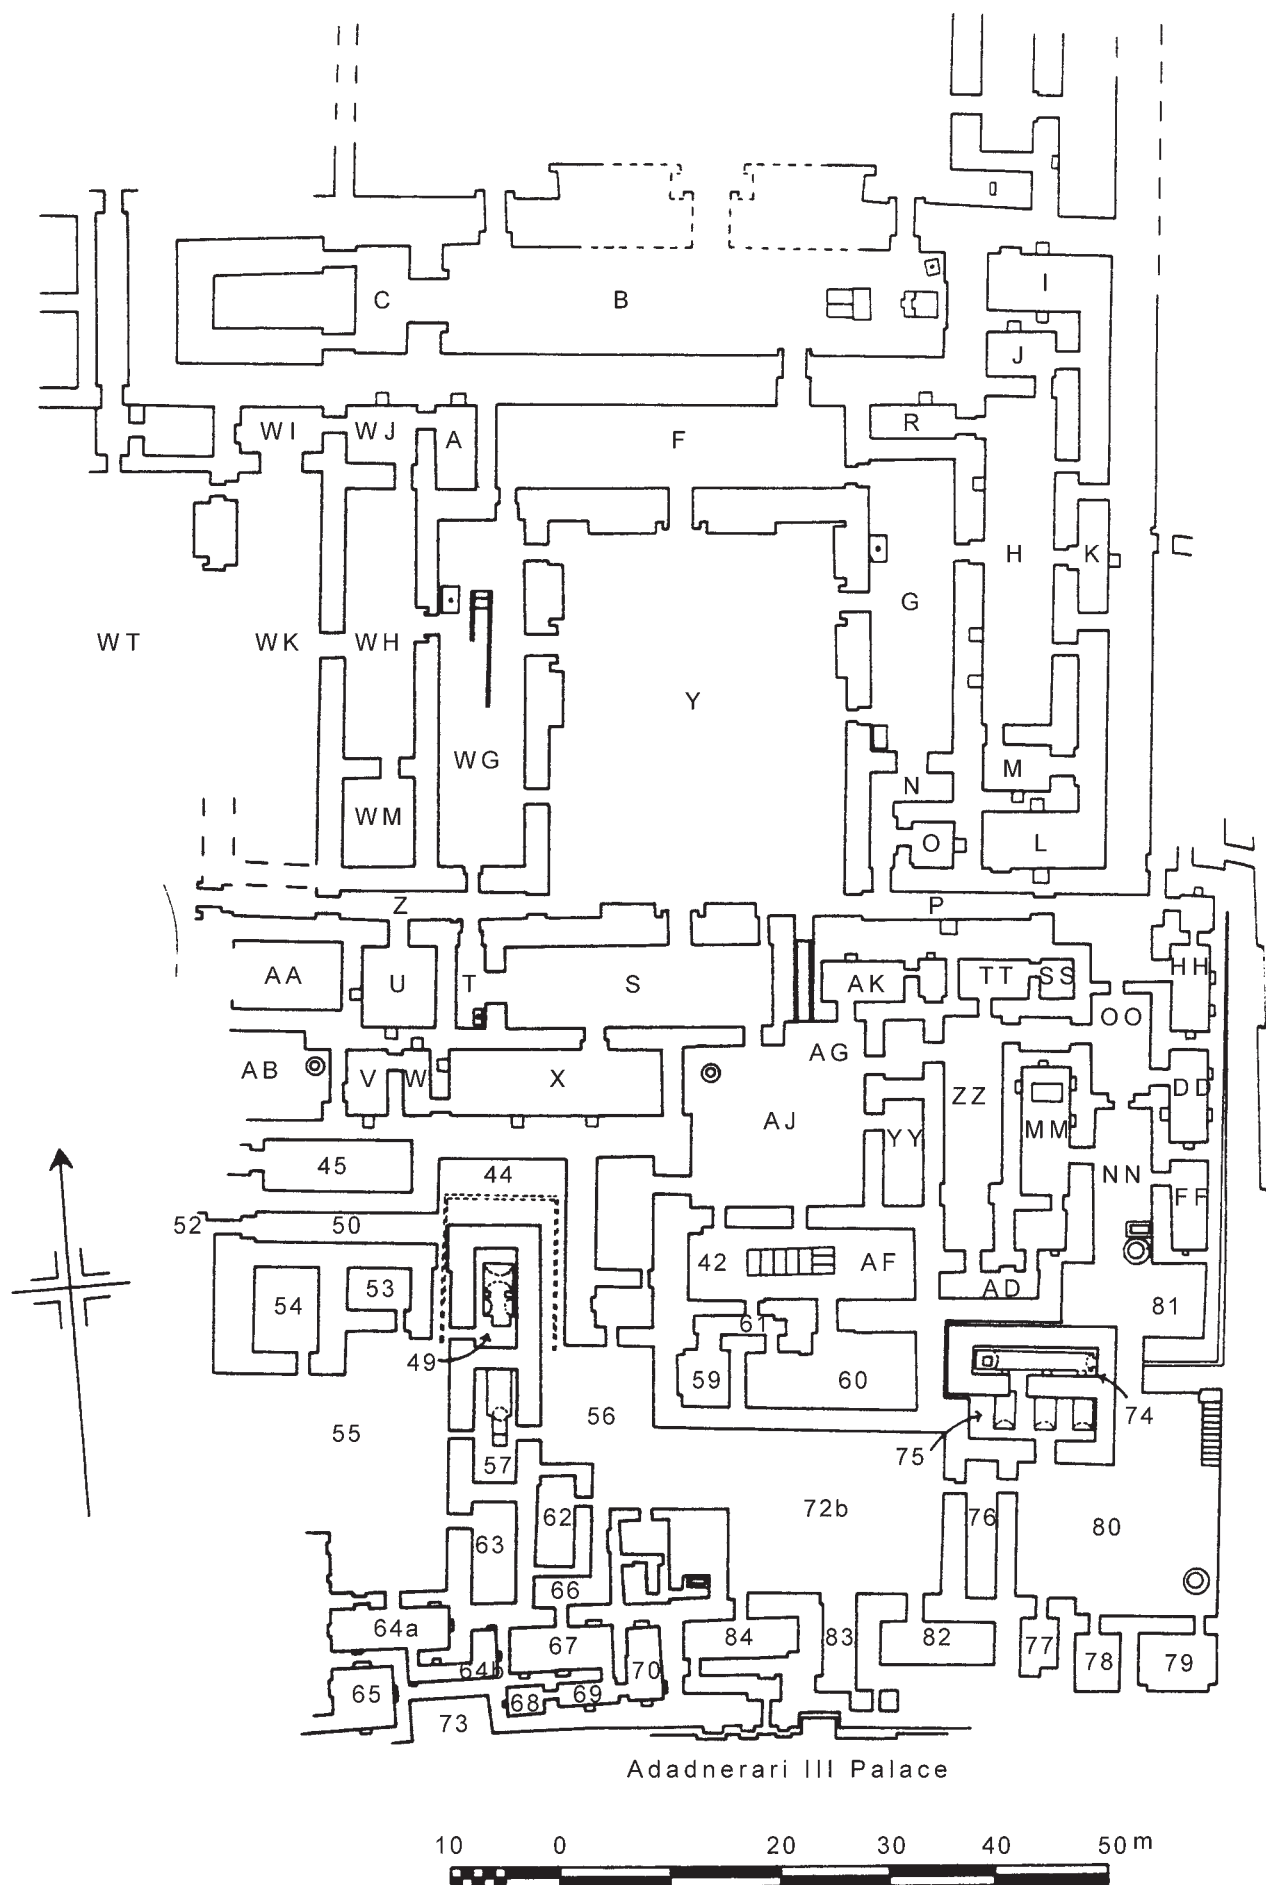 C B I
J
WI WJ A F R
H K
G
WT WK WH
Y
WG
M
N
WM
O L
Z P
AA U T S AK TT SS HH
OO
AG
AB V W X ZZ DD
AJ YY MM
45 44 NN FF
52 50
42 AF
54 53 AD 81
61
49
59 60
56 74
55 75
57
72b 76 80
62
63
66
64a 67 84 83 82 77 78 79
64b 70
65 68 69
73
Adadnerari III Palace
10 0 20 30 40 50 m